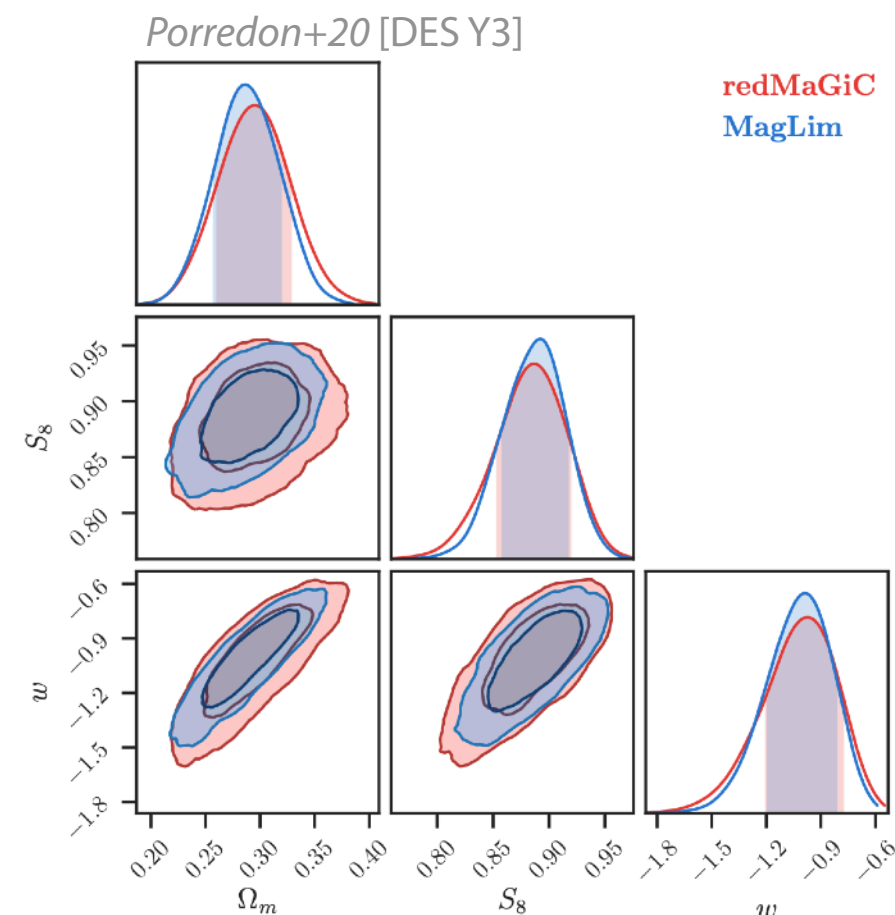 Porredon+20 [DES Y3]
redMaGiC
MagLim
0.95
0.90
0.85
0.80
S₈
−0.6
−0.9
−1.2
−1.5
−1.8
w
0.20 0.25 0.30 0.35 0.40
Ωₘ
0.80 0.85 0.90 0.95
S₈
−1.8 −1.5 −1.2 −0.9 −0.6
w